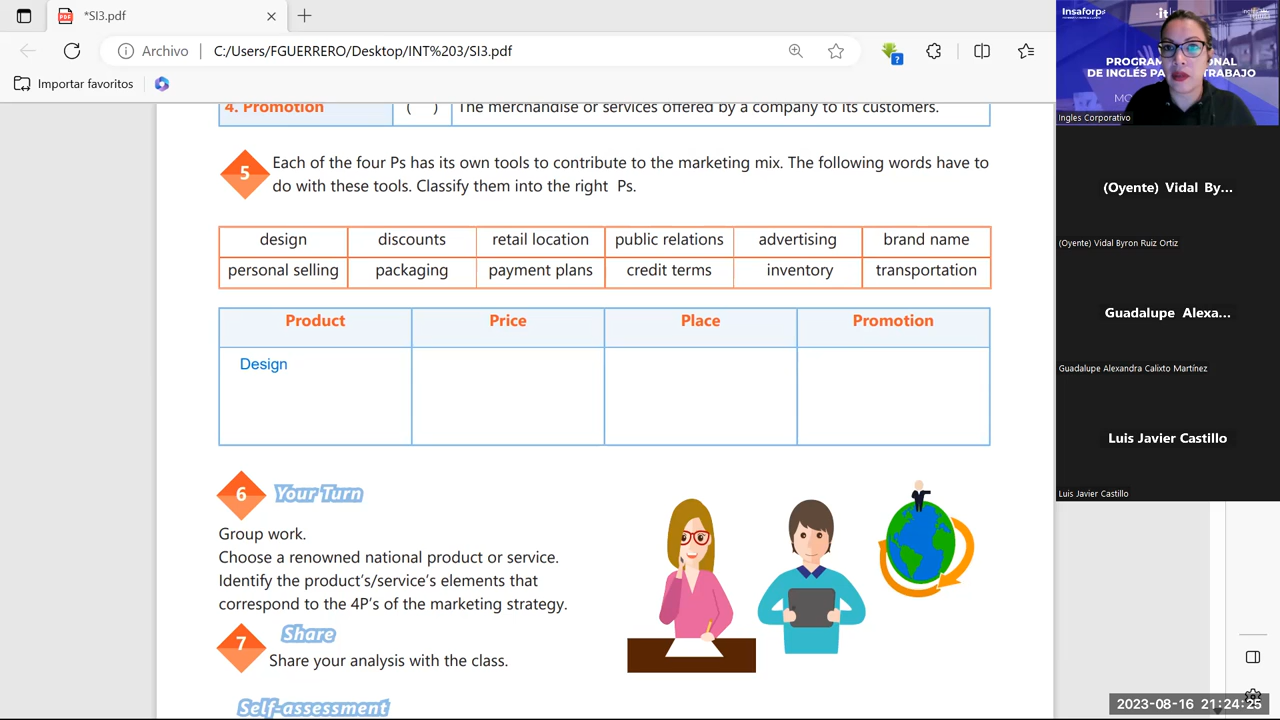 *SI3.pdf
Archivo
C:/Users/FGUERRERO/Desktop/INT%203/SI3.pdf
Importar favoritos
4. Promotion ( ) The merchandise or services offered by a company to its customers.
5
Each of the four Ps has its own tools to contribute to the marketing mix. The following words have to
do with these tools. Classify them into the right Ps.
design discounts retail location public relations advertising brand name
personal selling packaging payment plans credit terms inventory transportation
Product Price Place Promotion
Design
6 Your Turn
Group work.
Choose a renowned national product or service.
Identify the product's/service's elements that
correspond to the 4P's of the marketing strategy.
7 Share
Share your analysis with the class.
Self-assessment
Insaforp
Ingles Corporativo
(Oyente) Vidal By...
(Oyente) Vidal Byron Ruiz Ortiz
Guadalupe Alexa...
Guadalupe Alexandra Calixto Martínez
Luis Javier Castillo
Luis Javier Castillo
2023-08-16 21:24:25